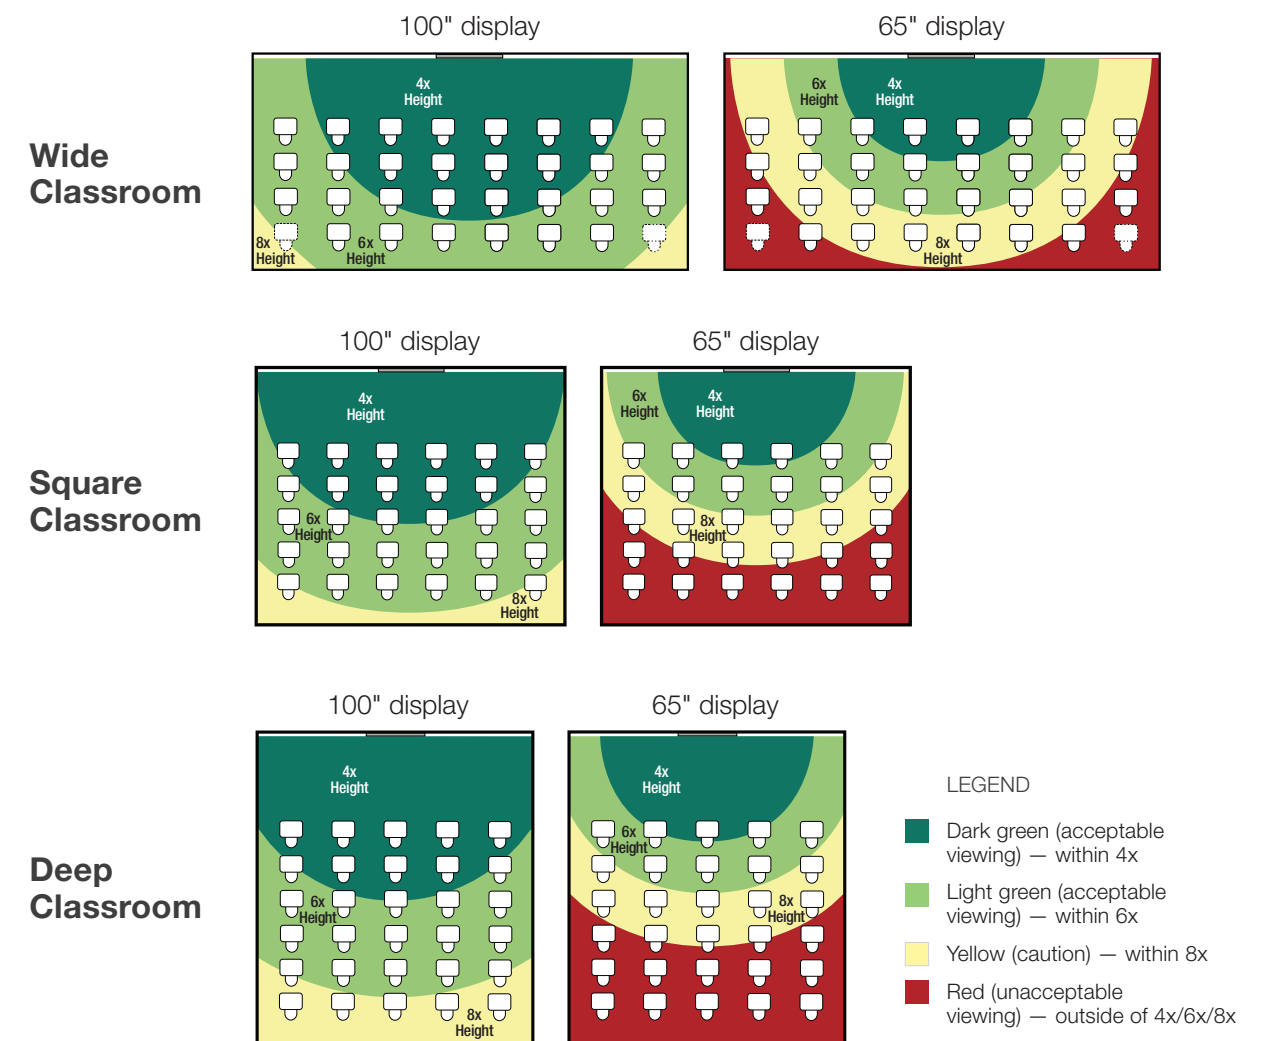 100" display
65" display
Wide
Classroom
4x
Height
8x
Height
6x
Height
6x
Height
4x
Height
8x
Height
100" display
65" display
Square
Classroom
4x
Height
6x
Height
8x
Height
6x
Height
4x
Height
8x
Height
100" display
65" display
Deep
Classroom
4x
Height
6x
Height
8x
Height
4x
Height
6x
Height
8x
Height
LEGEND
Dark green (acceptable
viewing) — within 4x
Light green (acceptable
viewing) — within 6x
Yellow (caution) — within 8x
Red (unacceptable
viewing) — outside of 4x/6x/8x